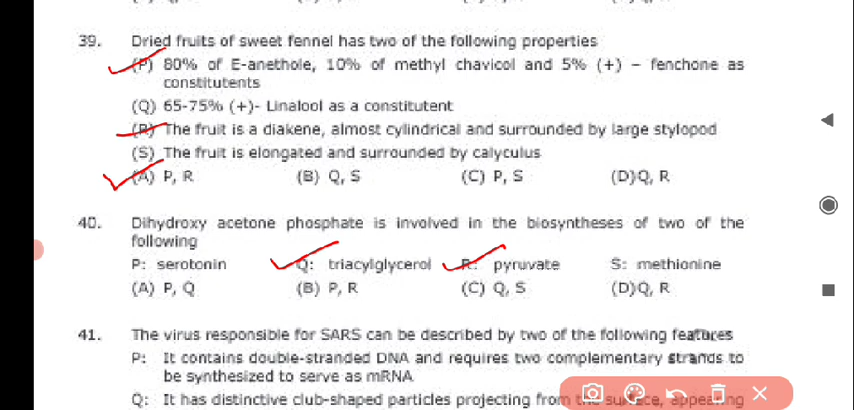 39. Dried fruits of sweet fennel has two of the following properties
(P) 80% of E-anethole, 10% of methyl chavicol and 5% (+) – fenchone as
constitutents
(Q) 65-75% (+)- Linalool as a constitutent
(R) The fruit is a diakene, almost cylindrical and surrounded by large stylopod
(S) The fruit is elongated and surrounded by calyculus
(A) P, R (B) Q, S (C) P, S (D)Q, R
40. Dihydroxy acetone phosphate is involved in the biosyntheses of two of the
following
P: serotonin Q: triacylglycerol R: pyruvate S: methionine
(A) P, Q (B) P, R (C) Q, S (D)Q, R
41. The virus responsible for SARS can be described by two of the following features
P: It contains double-stranded DNA and requires two complementary strands to
be synthesized to serve as mRNA
Q: It has distinctive club-shaped particles projecting from the surface, appearing